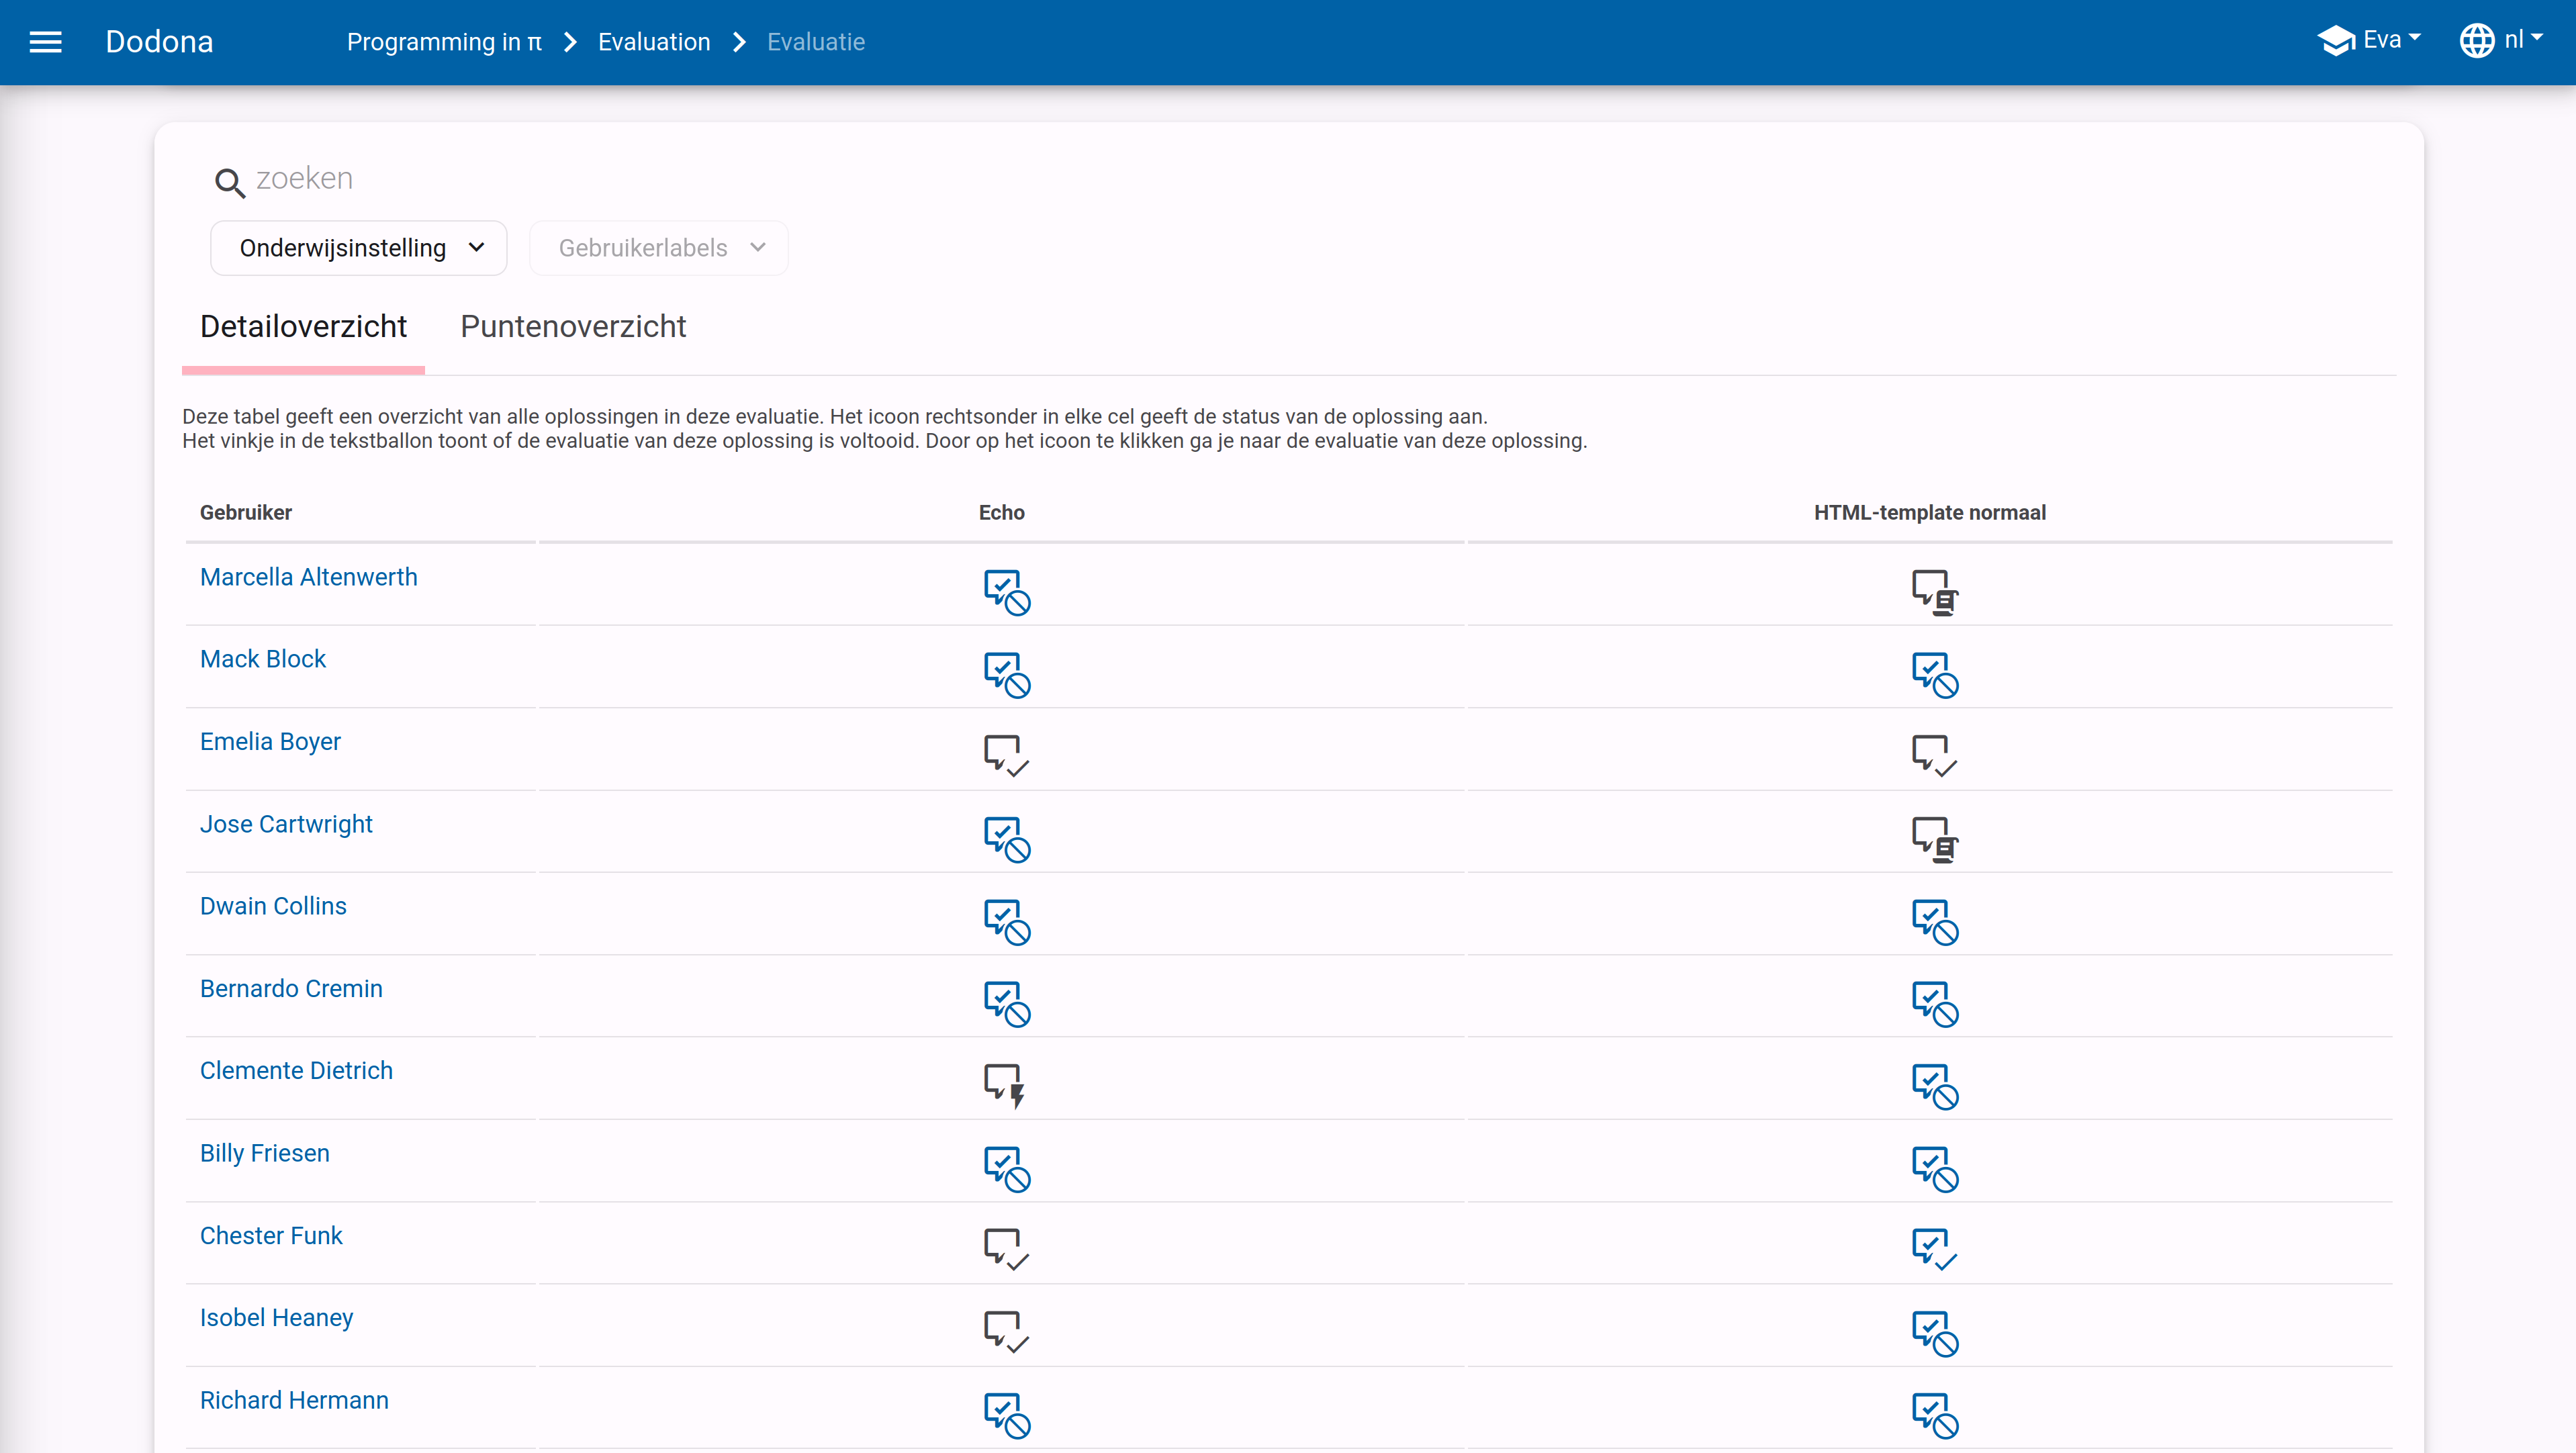 Dodona
Programming in π
Evaluation
Evaluatie
Eva
nl
zoeken
Onderwijsinstelling
Gebruikerlabels
Detailoverzicht
Puntenoverzicht
Deze tabel geeft een overzicht van alle oplossingen in deze evaluatie. Het icoon rechtsonder in elke cel geeft de status van de oplossing aan.
Het vinkje in de tekstballon toont of de evaluatie van deze oplossing is voltooid. Door op het icoon te klikken ga je naar de evaluatie van deze oplossing.
Gebruiker
Echo
HTML-template normaal
Marcella Altenwerth
Mack Block
Emelia Boyer
Jose Cartwright
Dwain Collins
Bernardo Cremin
Clemente Dietrich
Billy Friesen
Chester Funk
Isobel Heaney
Richard Hermann